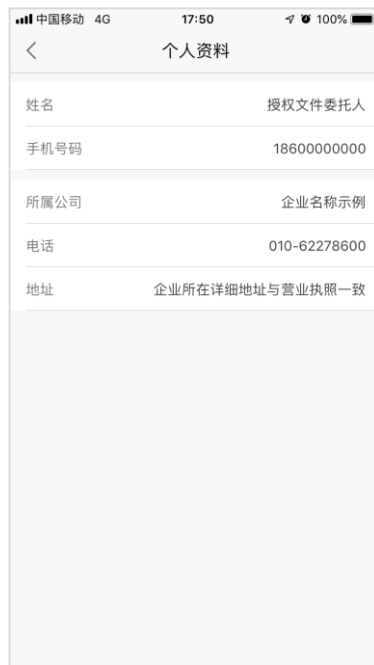 中国移动 4G 17:50 100%
个人资料
姓名 授权文件委托人
手机号码 18600000000
所属公司 企业名称示例
电话 010-62278600
地址 企业所在详细地址与营业执照一致